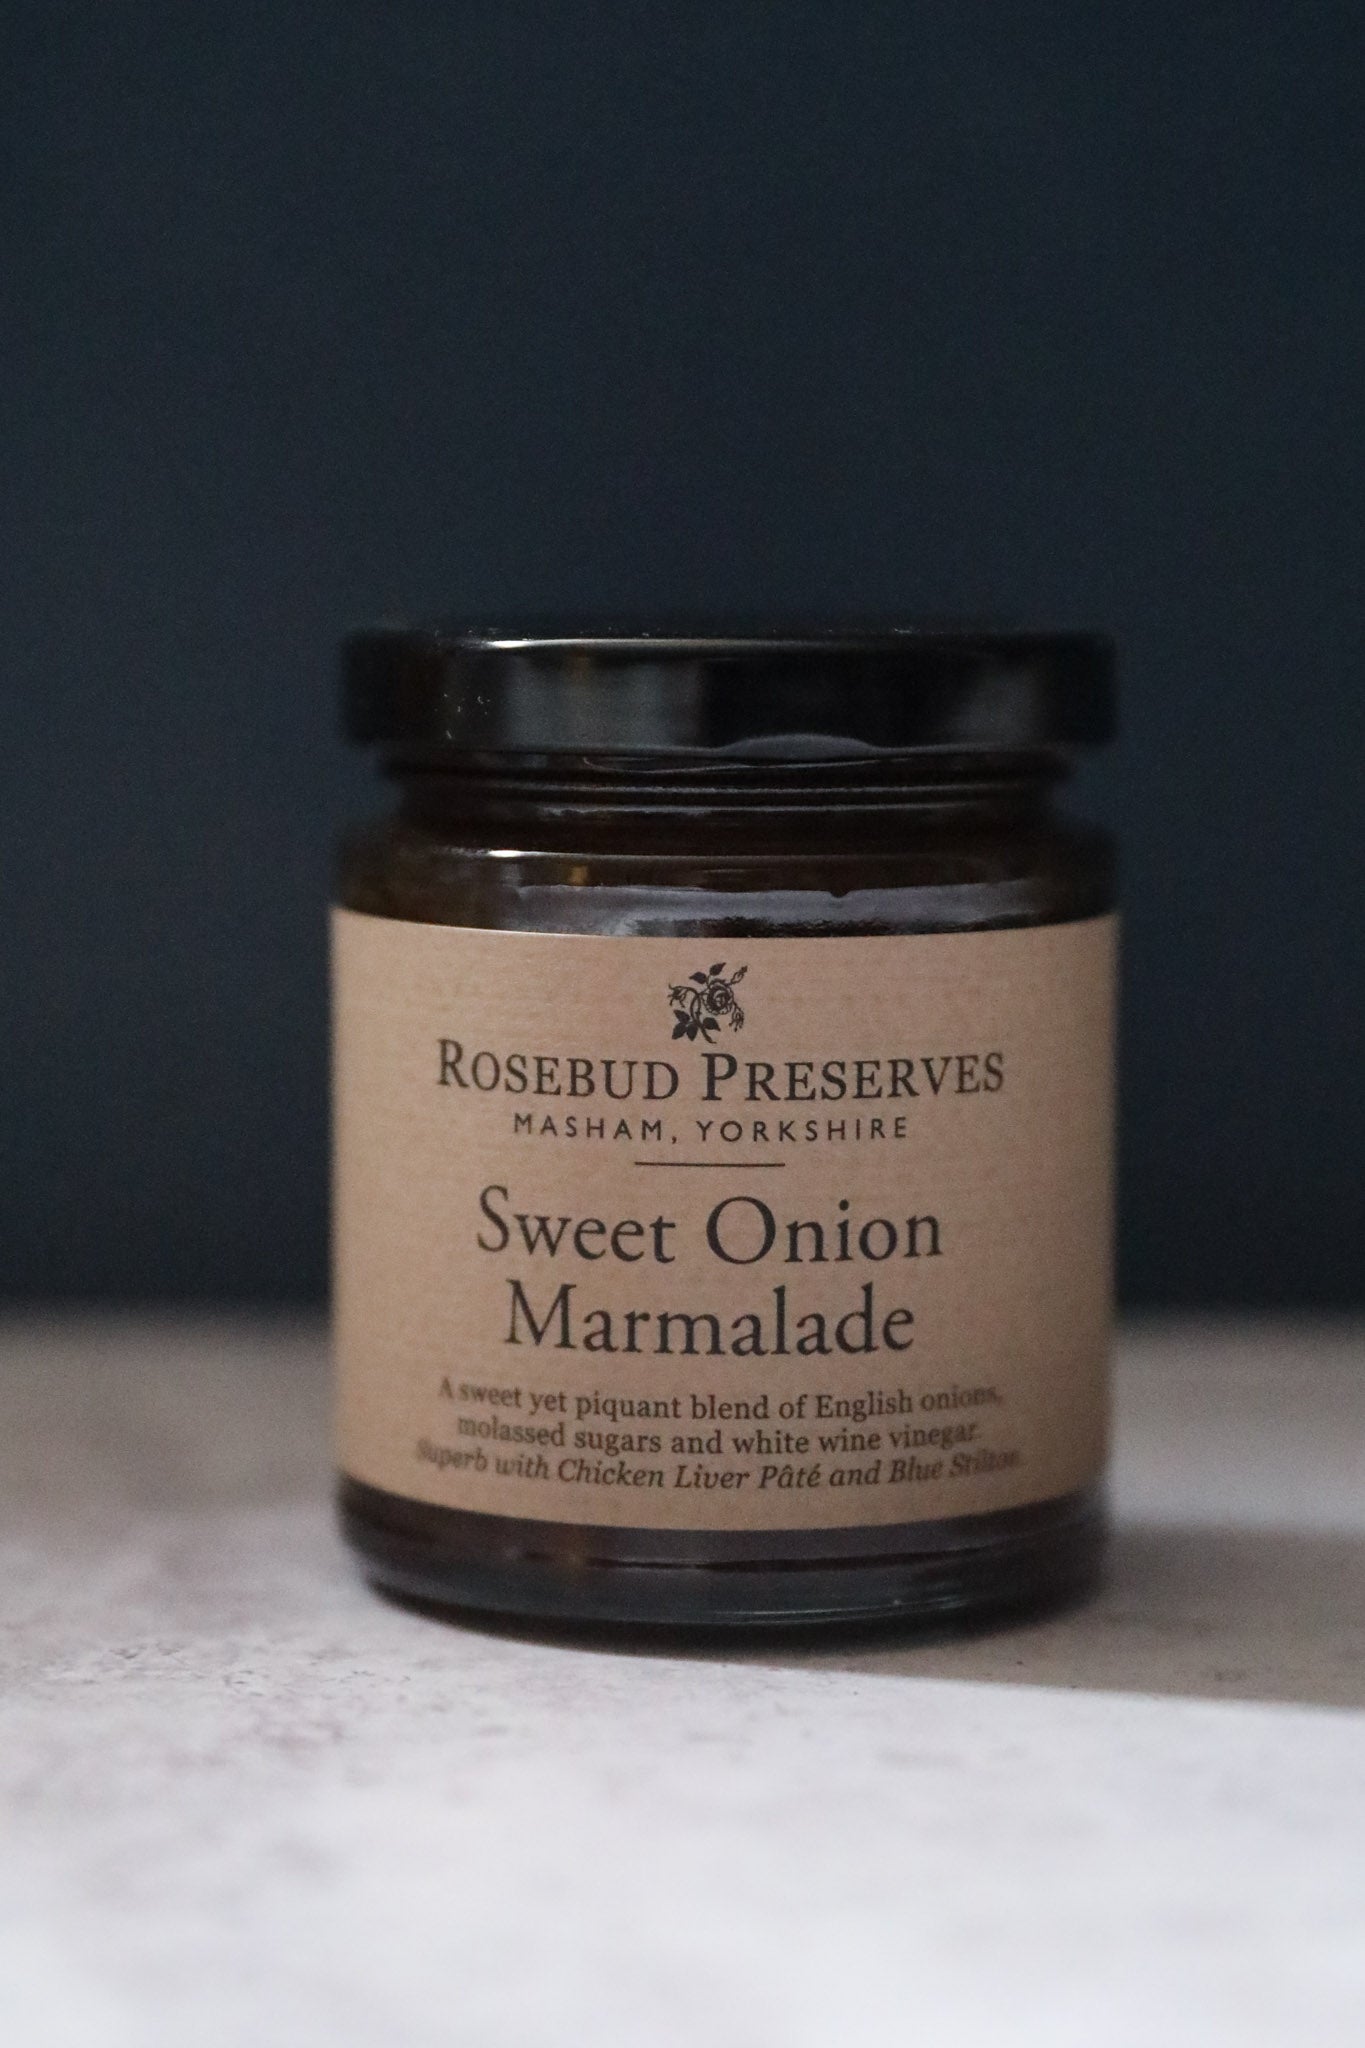 ROSEBUD PRESERVES
MASHAM, YORKSHIRE
Sweet Onion
Marmalade
A sweet yet piquant blend of English onions,
molassed sugars and white wine vinegar.
Superb with Chicken Liver Pâté and Blue Stilton.